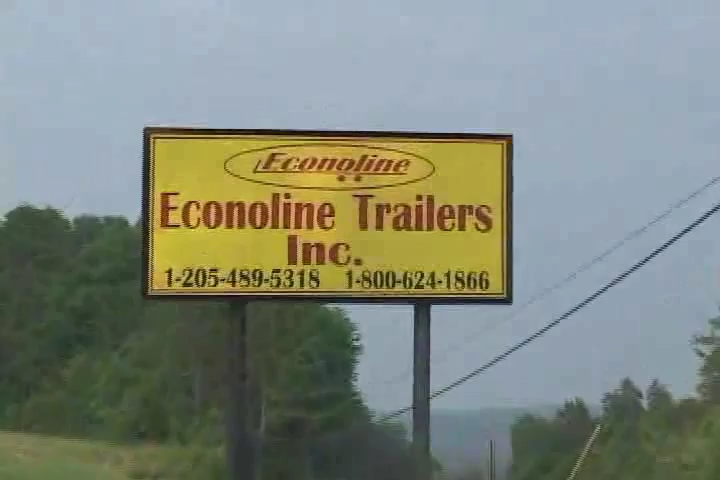 Econoline
Econoline Trailers
Inc.
1-205-489-5318 1-800-624-1866